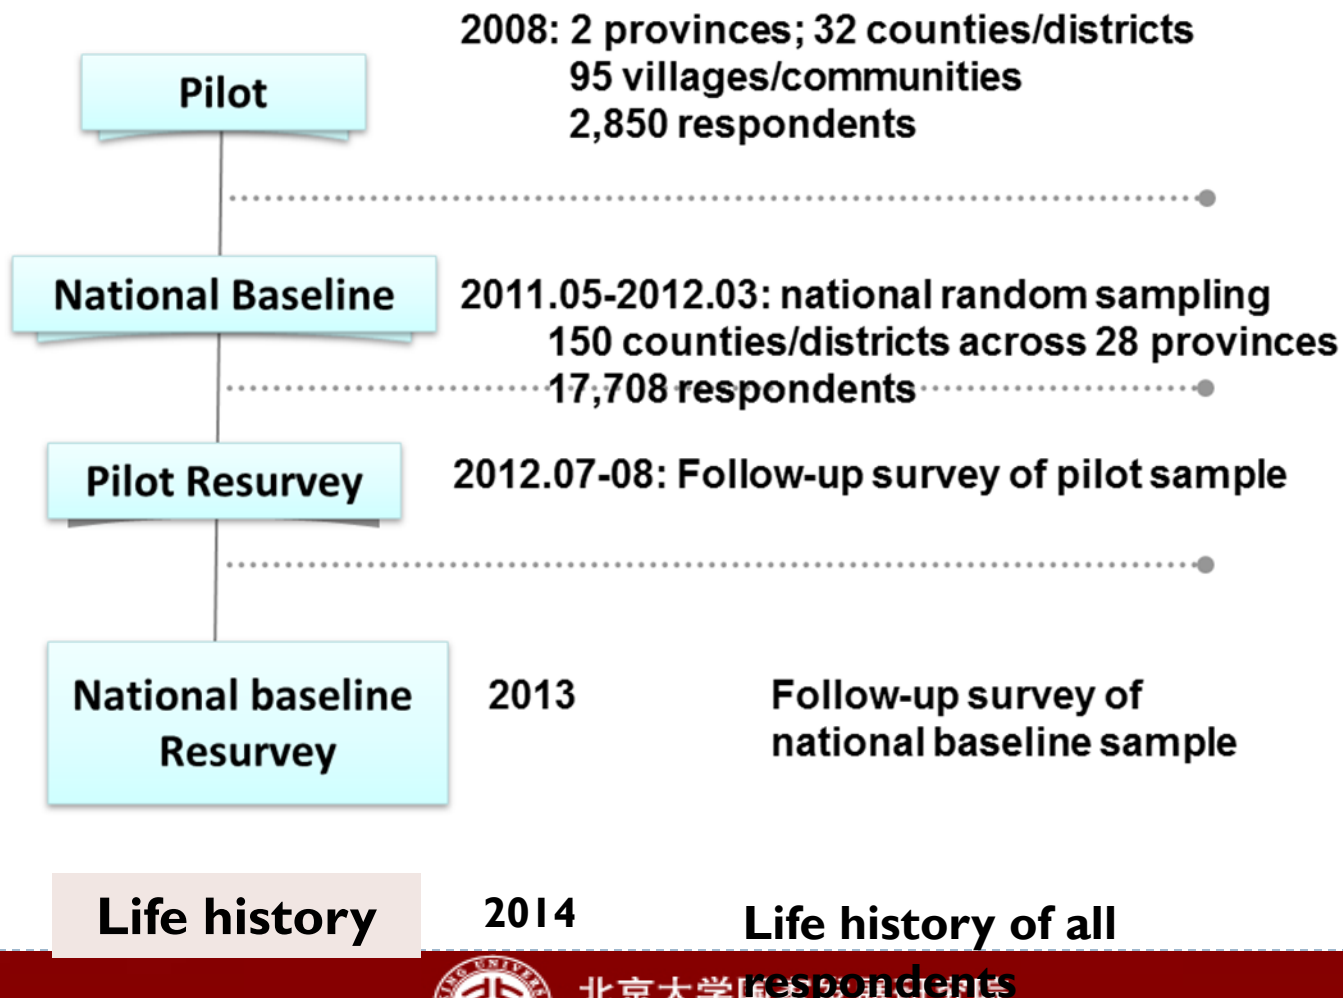 Pilot
2008: 2 provinces; 32 counties/districts
95 villages/communities
2,850 respondents
National Baseline
2011.05-2012.03: national random sampling
150 counties/districts across 28 provinces
17,708 respondents
Pilot Resurvey
2012.07-08: Follow-up survey of pilot sample
National baseline
Resurvey
2013
Follow-up survey of
national baseline sample
Life history
2014
Life history of all
respondents
北京大学国